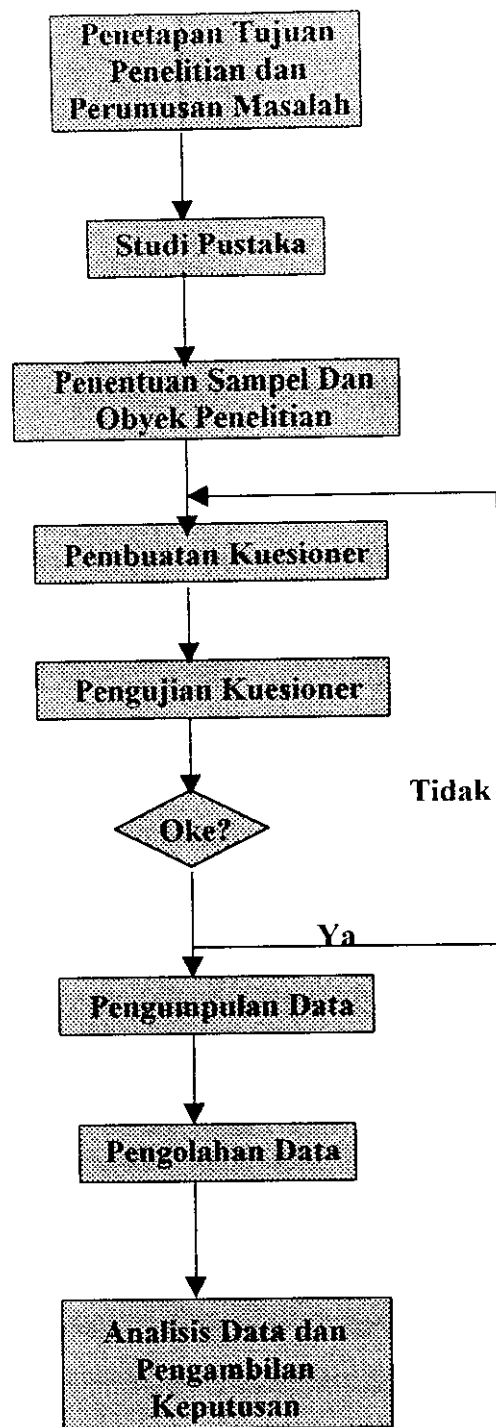 Penetapan Tujuan
Penelitian dan
Perumusan Masalah
Studi Pustaka
Penentuan Sampel Dan
Obyek Penelitian
Pembuatan Kuesioner
Pengujian Kuesioner
Tidak
Oke?
Ya
Pengumpulan Data
Pengolahan Data
Analisis Data dan
Pengambilan
Keputusan